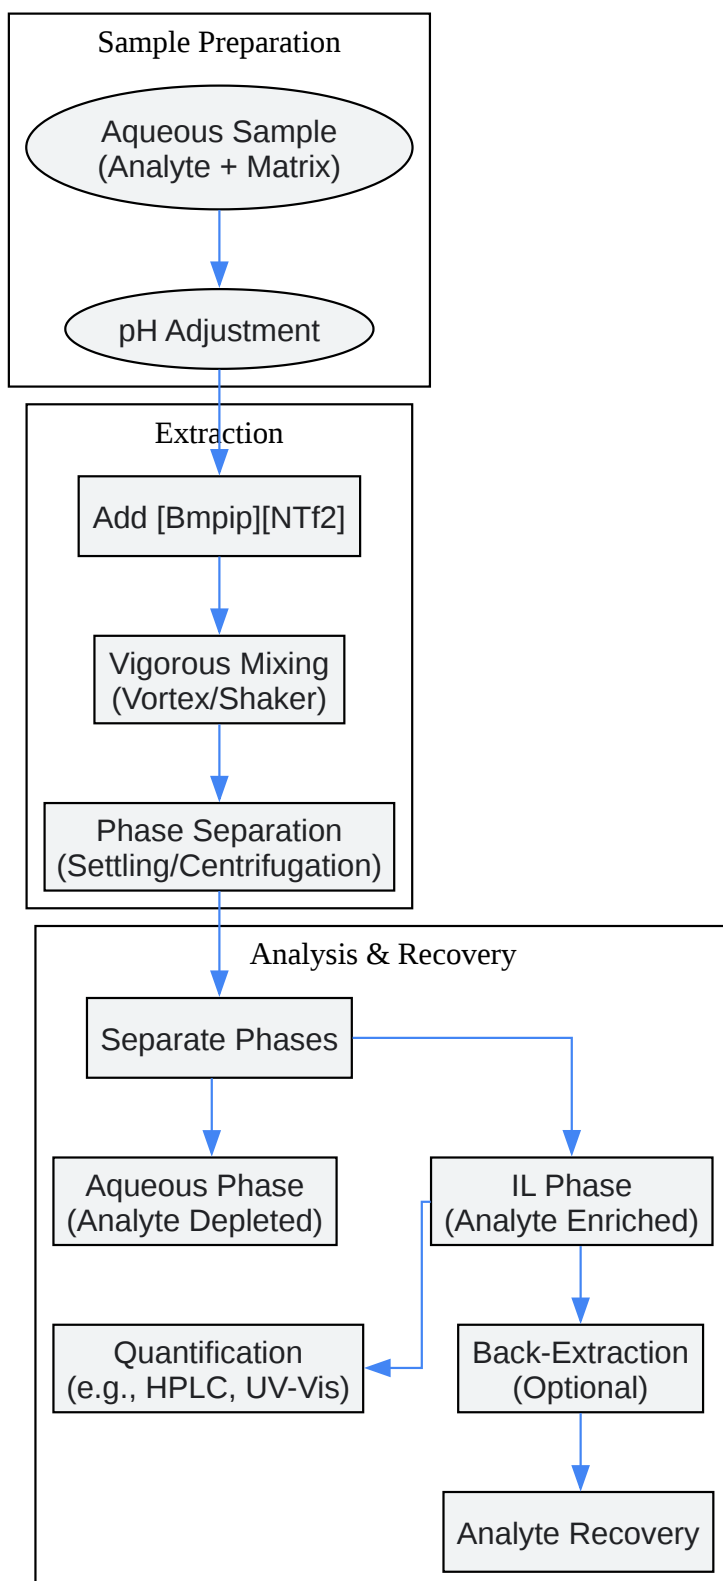 Sample Preparation
Aqueous Sample
(Analyte + Matrix)
pH Adjustment
Extraction
Add [Bmpip][NTf2]
Vigorous Mixing
(Vortex/Shaker)
Phase Separation
(Settling/Centrifugation)
Analysis & Recovery
Separate Phases
Aqueous Phase
(Analyte Depleted)
IL Phase
(Analyte Enriched)
Quantification
(e.g., HPLC, UV-Vis)
Back-Extraction
(Optional)
Analyte Recovery